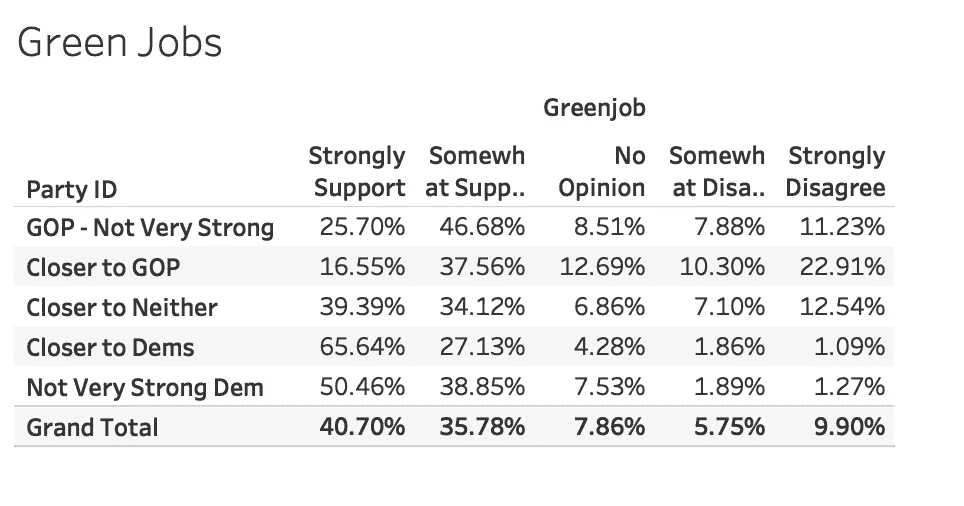 Green Jobs
Greenjob
Strongly Somewh No Somewh Strongly
Party ID Support at Supp.. Opinion at Disa.. Disagree
GOP - Not Very Strong 25.70% 46.68% 8.51% 7.88% 11.23%
Closer to GOP 16.55% 37.56% 12.69% 10.30% 22.91%
Closer to Neither 39.39% 34.12% 6.86% 7.10% 12.54%
Closer to Dems 65.64% 27.13% 4.28% 1.86% 1.09%
Not Very Strong Dem 50.46% 38.85% 7.53% 1.89% 1.27%
Grand Total 40.70% 35.78% 7.86% 5.75% 9.90%